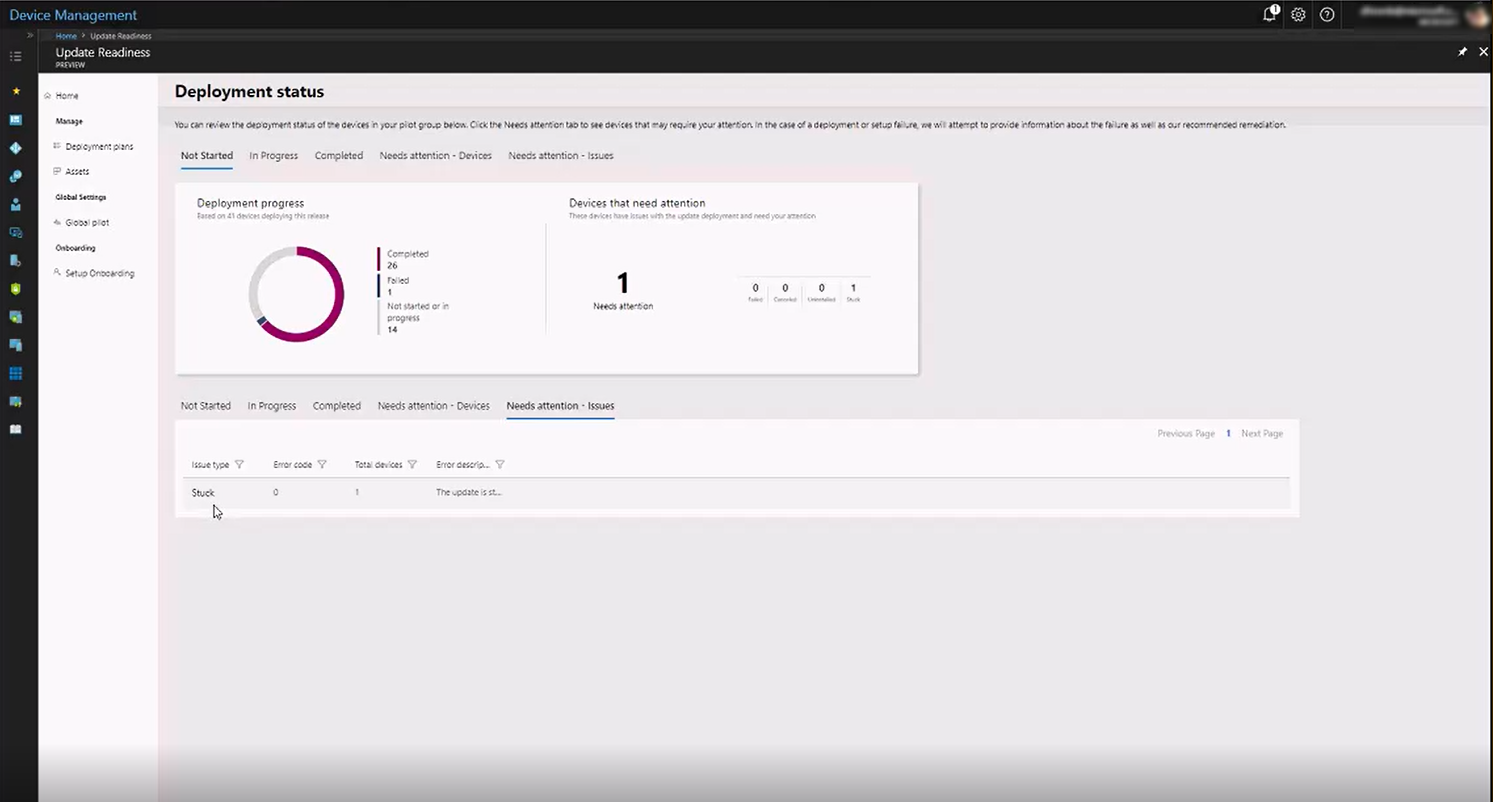 Device Management
1
Home > Update Readiness
Update Readiness
PREVIEW
Home
Manage
Deployment plans
Assets
Global Settings
Global pilot
Onboarding
Setup Onboarding
Deployment status
You can review the deployment status of the devices in your pilot group below. Click the Needs attention tab to see devices that may require your attention. In the case of a deployment or setup failure, we will attempt to provide information about the failure as well as our recommended remediation.
Not Started In Progress Completed Needs attention - Devices Needs attention - Issues
Deployment progress
Based on 41 devices deploying this release
Completed
26
Failed
1
Not started or in
progress
14
Devices that need attention
These devices have issues with the update deployment and need your attention
1
Needs attention
0 0 0 1
Failed Canceled Uninstalled Stuck
Not Started In Progress Completed Needs attention - Devices Needs attention - Issues
Previous Page 1 Next Page
Issue type Error code Total devices Error descrip...
Stuck 0 1 The update is st...